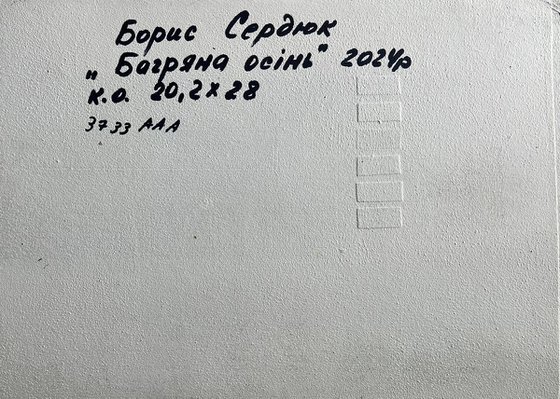 Борис Сердюк
„Багряна осінь" 2024р
к.о. 20,2х28
3733 ААА